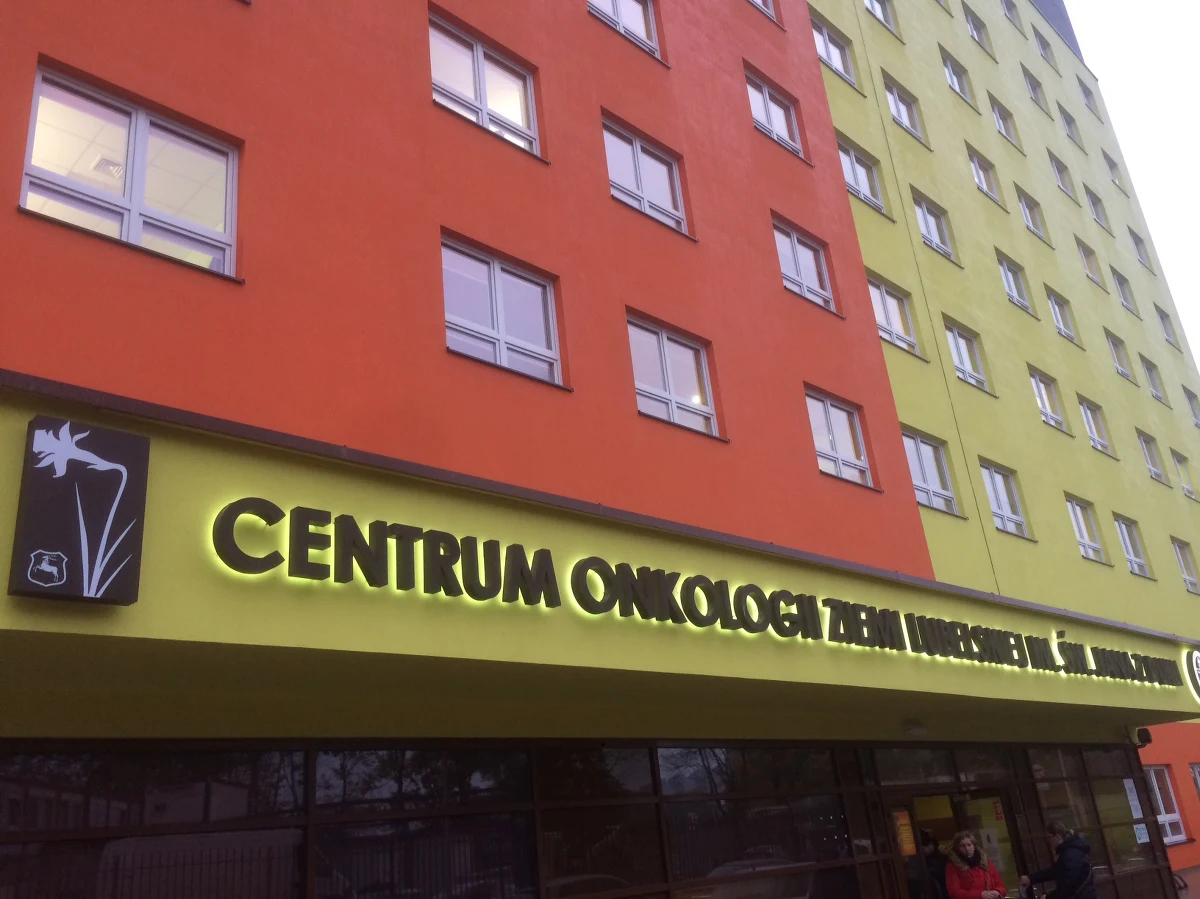 CENTRUM ONKOLOGII ZIEMI LUBELSKIEJ IM. ŚW. JANA Z DUKLI